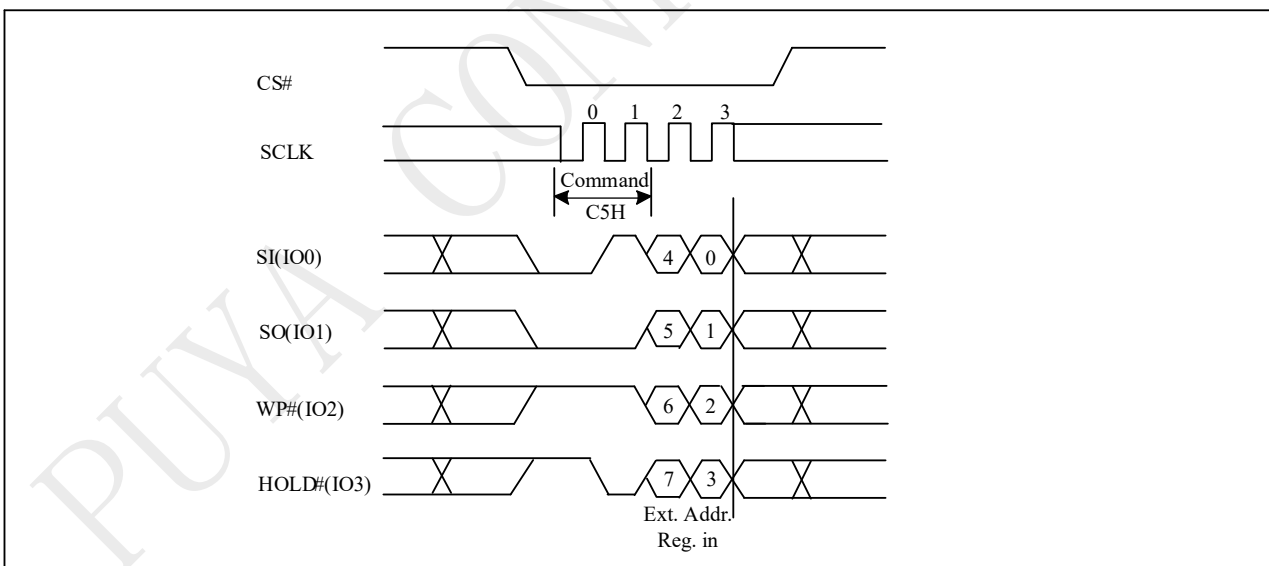 PUYA CON
CS#
0 1 2 3
SCLK
Command
C5H
SI(IO0) 4 0
SO(IO1) 5 1
WP#(IO2) 6 2
HOLD#(IO3) 7 3
Ext. Addr.
Reg. in